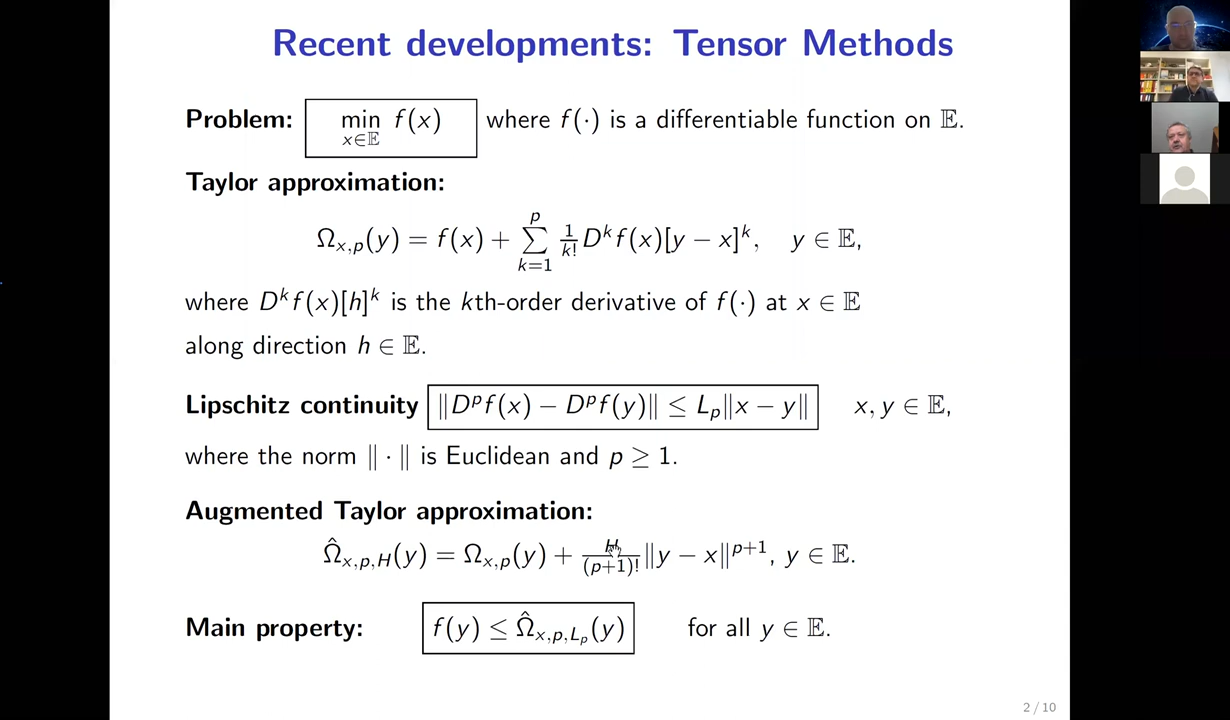 Recent developments: Tensor Methods
Problem: min x∈𝔼 f(x) where f(·) is a differentiable function on 𝔼.
Taylor approximation:
Ω_{x,p}(y) = f(x) + ∑_{k=1}^{p} 1/k! D^k f(x)[y − x]^k, y ∈ 𝔼,
where D^k f(x)[h]^k is the kth-order derivative of f(·) at x ∈ 𝔼
along direction h ∈ 𝔼.
Lipschitz continuity ‖D^p f(x) − D^p f(y)‖ ≤ L_p‖x − y‖ x, y ∈ 𝔼,
where the norm ‖ · ‖ is Euclidean and p ≥ 1.
Augmented Taylor approximation:
Ω̂_{x,p,H}(y) = Ω_{x,p}(y) + H/(p+1)! ‖y − x‖^{p+1}, y ∈ 𝔼.
Main property: f(y) ≤ Ω̂_{x,p,L_p}(y) for all y ∈ 𝔼.
2 / 10